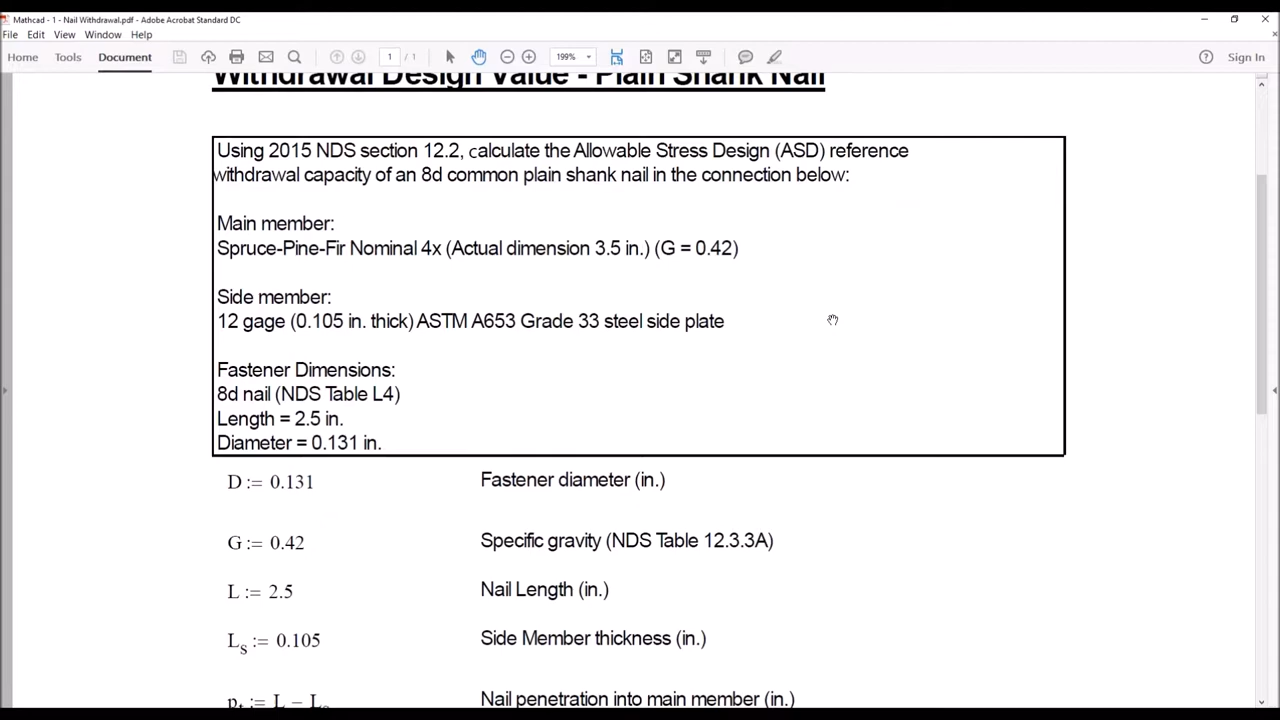 Mathcad - 1 - Nail Withdrawal.pdf - Adobe Acrobat Standard DC
File Edit View Window Help
Home Tools Document 1 / 1 199% Sign In
Withdrawal Design Value - Plain Shank Nail
Using 2015 NDS section 12.2, calculate the Allowable Stress Design (ASD) reference
withdrawal capacity of an 8d common plain shank nail in the connection below:
Main member:
Spruce-Pine-Fir Nominal 4x (Actual dimension 3.5 in.) (G = 0.42)
Side member:
12 gage (0.105 in. thick) ASTM A653 Grade 33 steel side plate
Fastener Dimensions:
8d nail (NDS Table L4)
Length = 2.5 in.
Diameter = 0.131 in.
D := 0.131 Fastener diameter (in.)
G := 0.42 Specific gravity (NDS Table 12.3.3A)
L := 2.5 Nail Length (in.)
Ls := 0.105 Side Member thickness (in.)
pt := L − Ls Nail penetration into main member (in.)